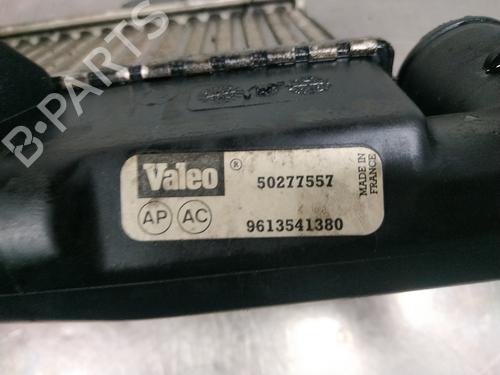 B-PARTS
Valeo ® 50277557
AP AC 9613541380
MADE IN
FRANCE